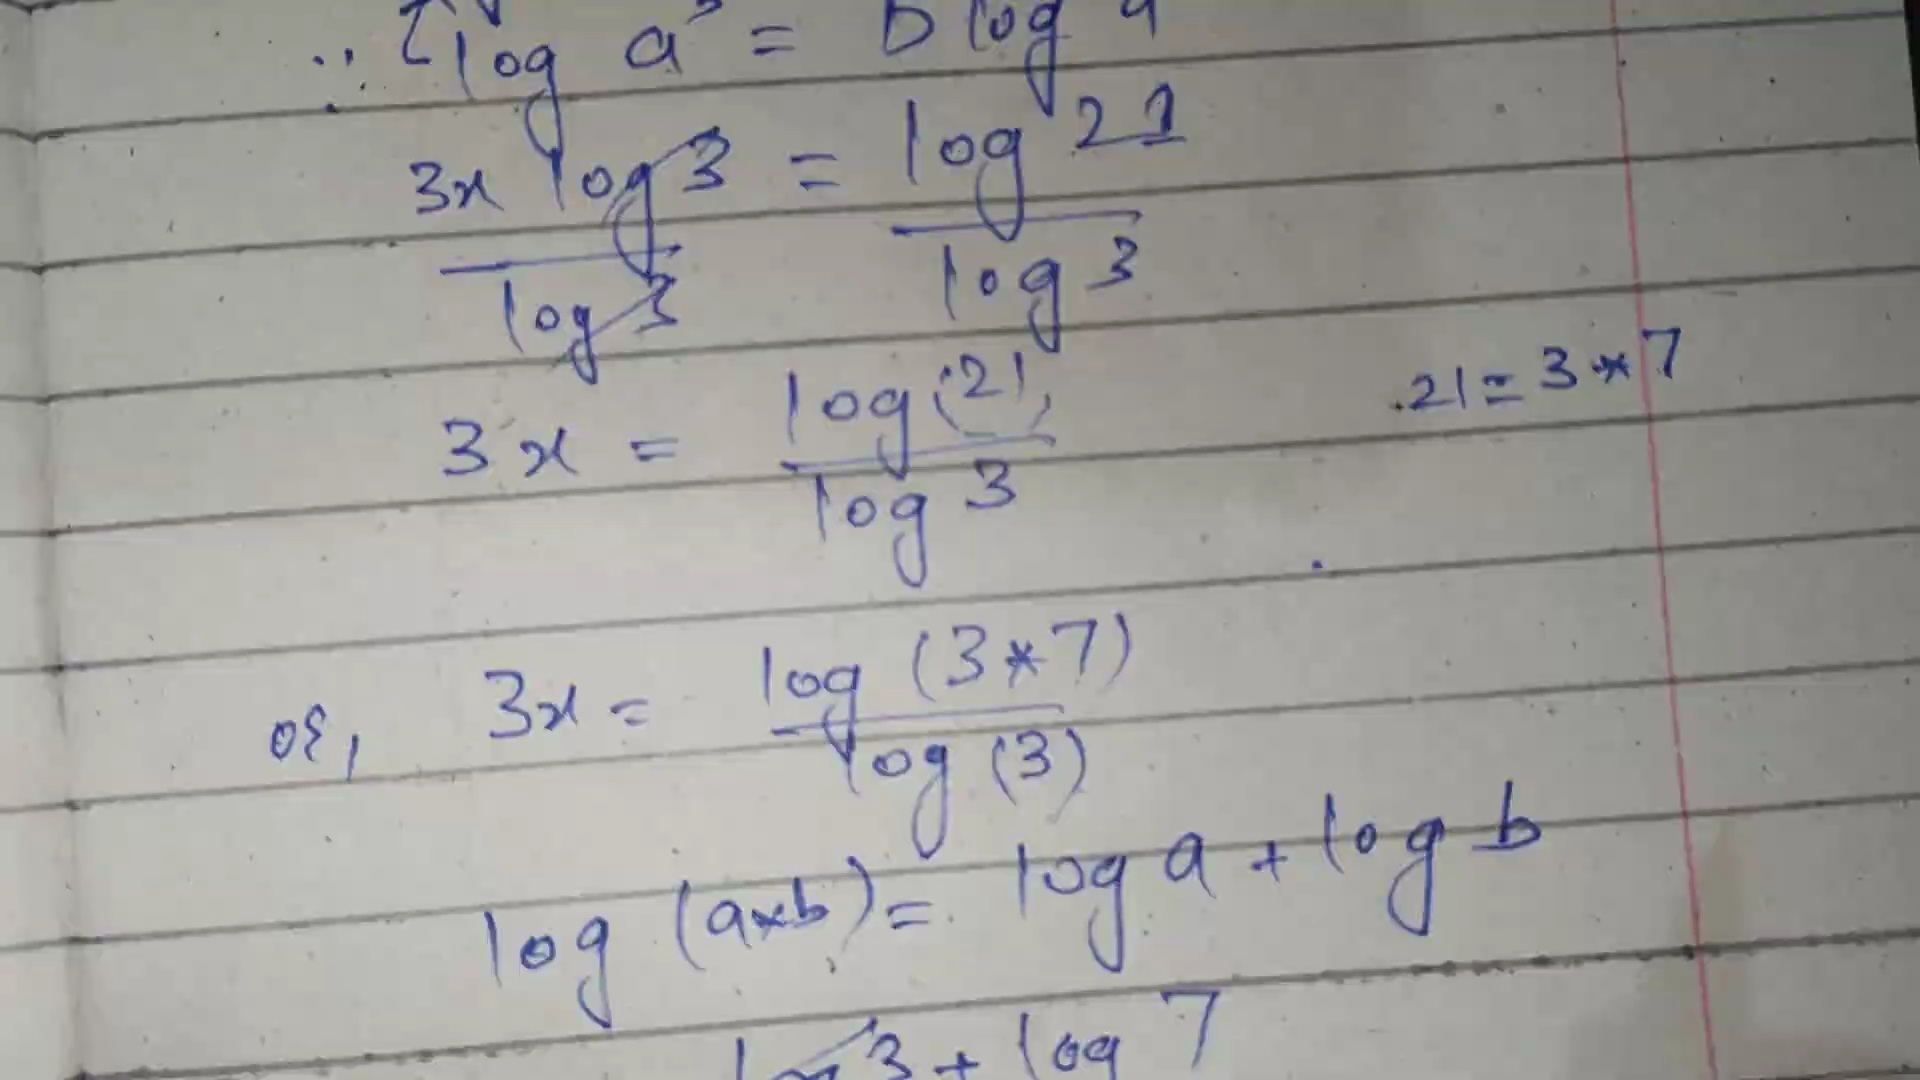 ∴ { log a^b = b log a
3x log 3 / log 3 = log 21 / log 3
21 = 3*7
3x = log(21) / log 3
or, 3x = log (3*7) / log (3)
log (a×b) = log a + log b
log 3 + log 7